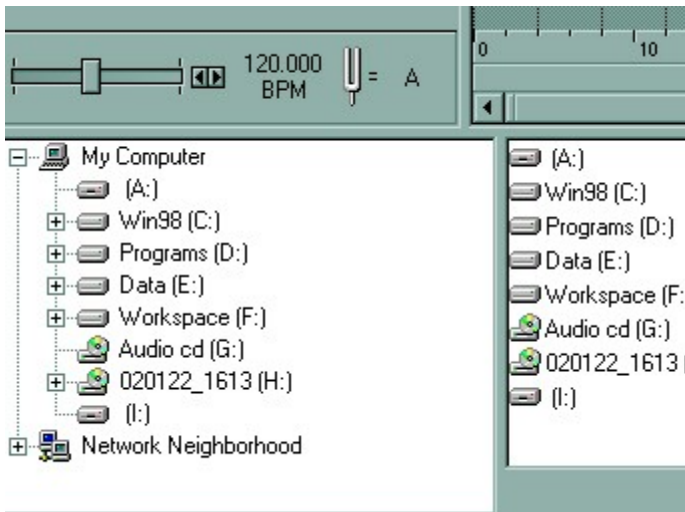 120.000
BPM
= A
0 10
My Computer
(A:)
Win98 (C:)
Programs (D:)
Data (E:)
Workspace (F:)
Audio cd (G:)
020122_1613 (H:)
(I:)
Network Neighborhood
(A:)
Win98 (C:)
Programs (D:)
Data (E:)
Workspace (F:
Audio cd (G:)
020122_1613 (
(I:)